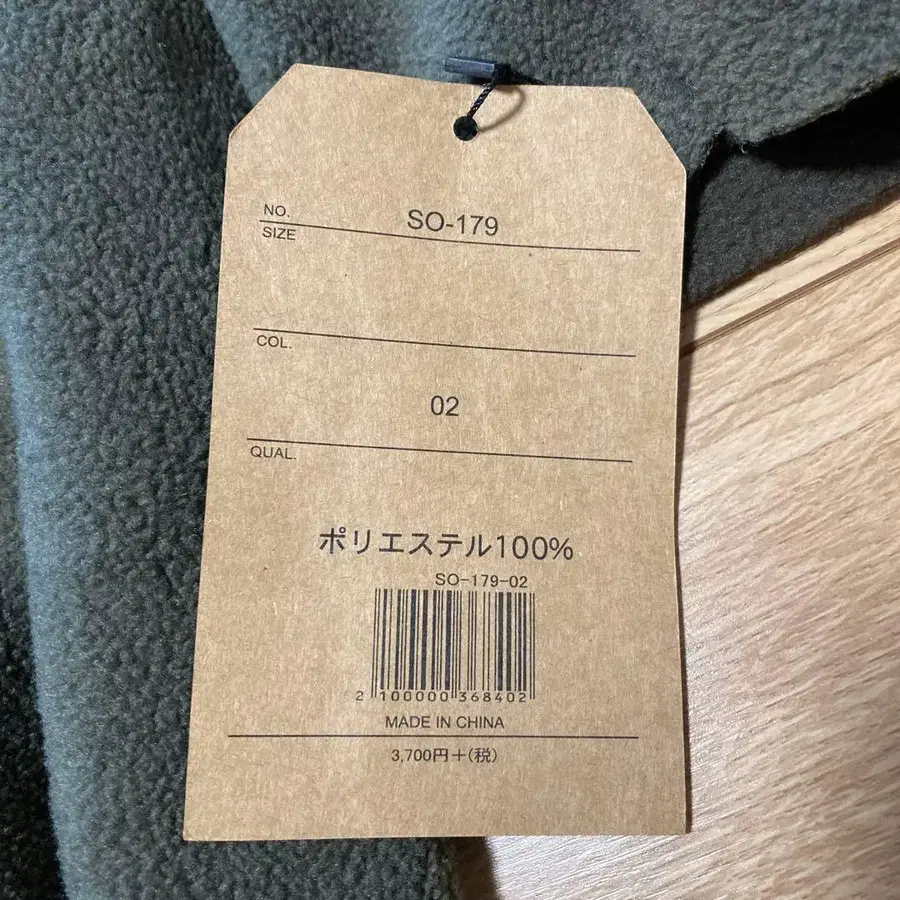 NO. SO-179
SIZE
COL.
02
QUAL.
ポリエステル100%
SO-179-02
2 100000 368402
MADE IN CHINA
3,700円+(税)